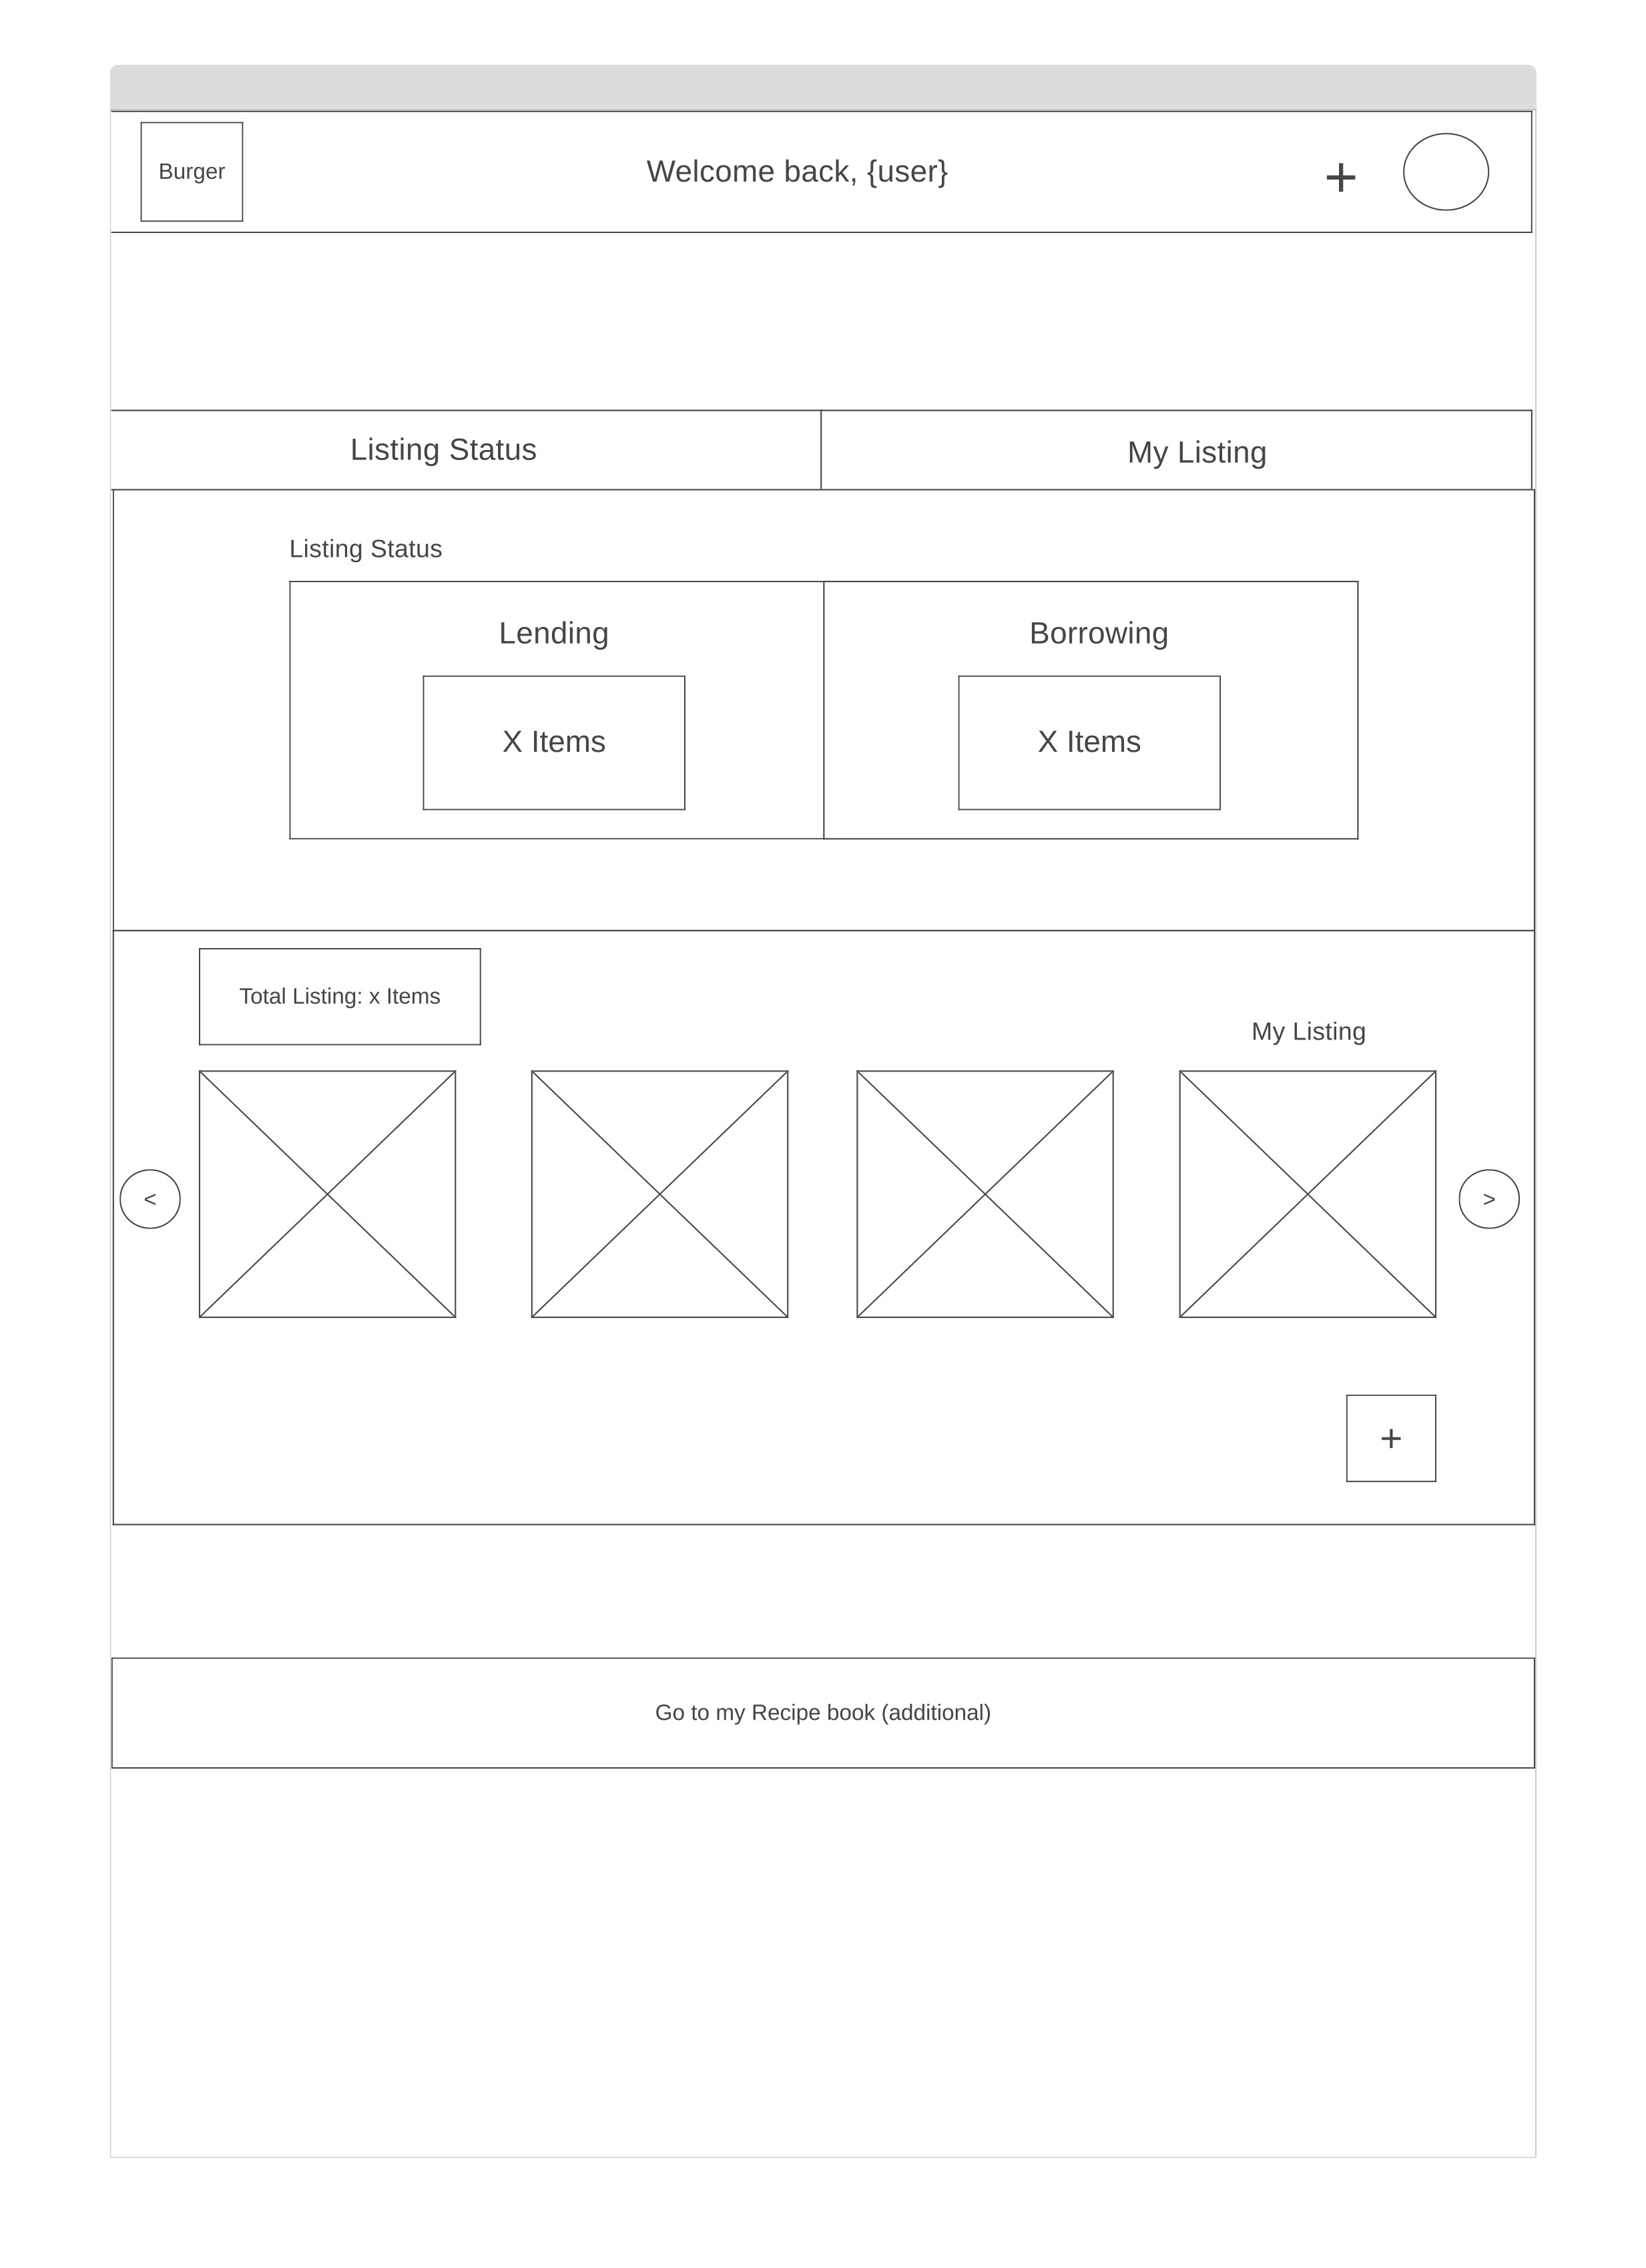 Burger
Welcome back, {user}
+
Listing Status
My Listing
Listing Status
Lending
Borrowing
X Items
X Items
Total Listing: x Items
My Listing
<
>
+
Go to my Recipe book (additional)